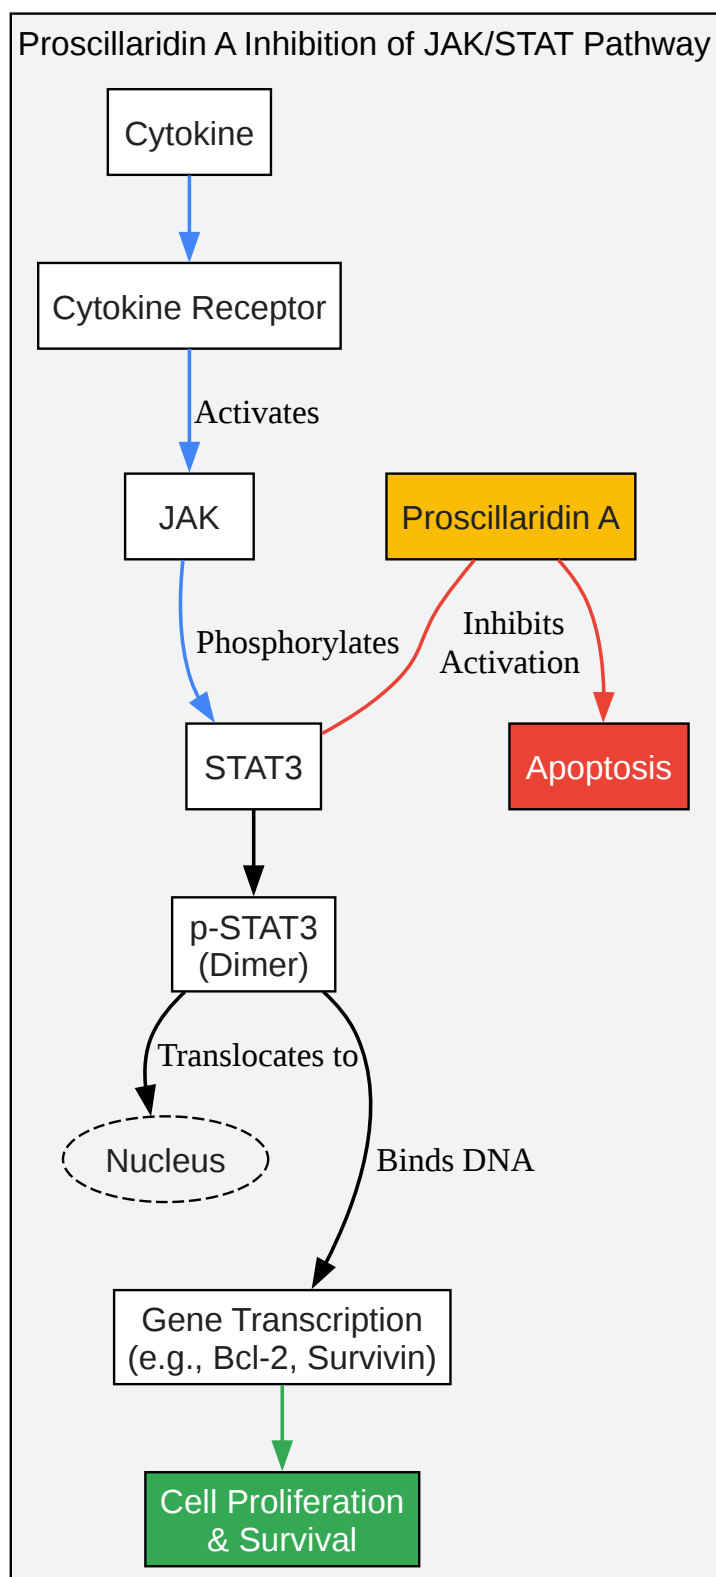 Proscillaridin A Inhibition of JAK/STAT Pathway
Cytokine
Cytokine Receptor
Activates
JAK
Proscillaridin A
Phosphorylates
Inhibits
Activation
STAT3
Apoptosis
p-STAT3
(Dimer)
Translocates to
Nucleus
Binds DNA
Gene Transcription
(e.g., Bcl-2, Survivin)
Cell Proliferation
& Survival